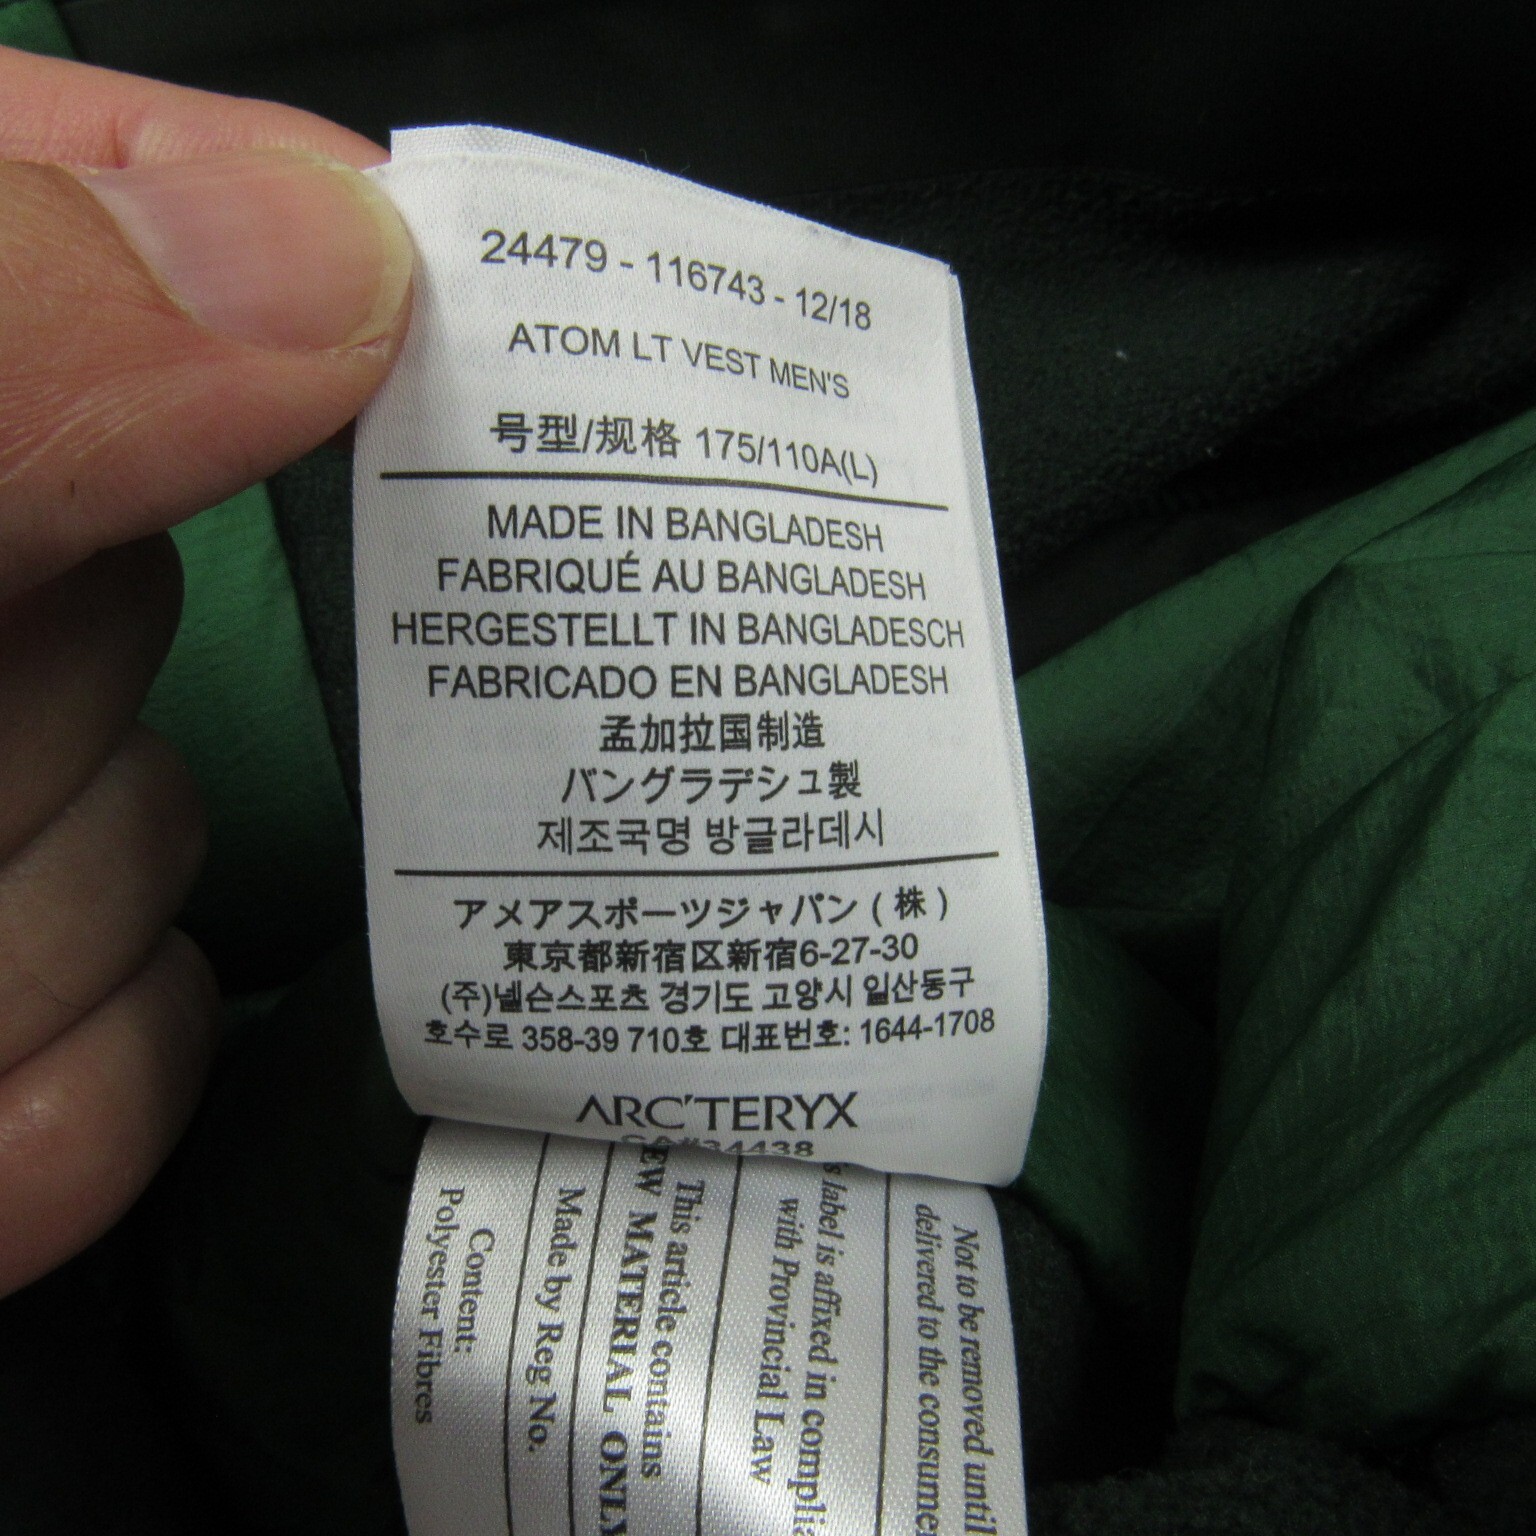 24479 - 116743 - 12/18
ATOM LT VEST MEN'S
号型/规格 175/110A(L)
MADE IN BANGLADESH
FABRIQUÉ AU BANGLADESH
HERGESTELLT IN BANGLADESCH
FABRICADO EN BANGLADESH
孟加拉国制造
バングラデシュ製
제조국명 방글라데시
アメアスポーツジャパン ( 株 )
東京都新宿区新宿6-27-30
(주)넬슨스포츠 경기도 고양시 일산동구
호수로 358-39 710호 대표번호: 1644-1708
ARC'TERYX
CA#34438
Not to be removed until
delivered to the consumer
label is affixed in
with Provincial Law
This article contains
NEW MATERIAL ONLY
Made by Reg No.
Content:
Polyester Fibres